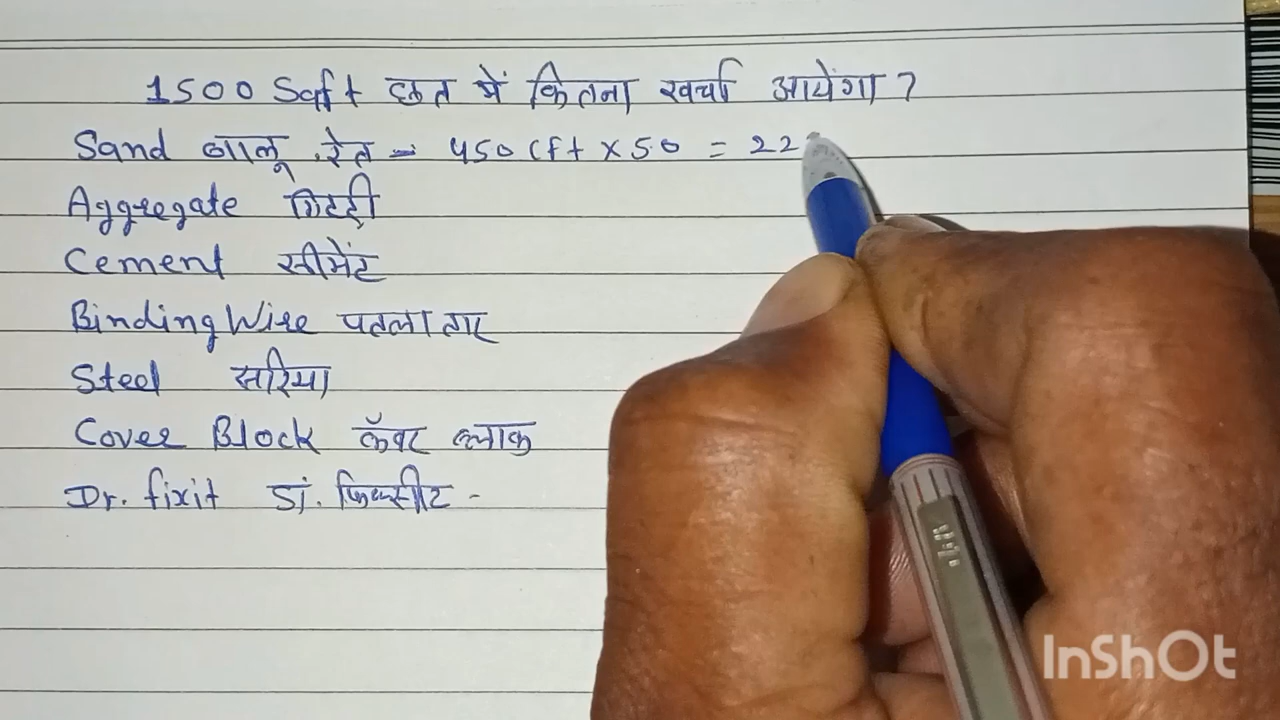 1500 Sqft छत में कितना खर्चा आयेंगा ?
Sand बालू रेत - 450 Cft x 50 = 22
Aggregate गिटटी
Cement सीमेंट
Binding Wire पतला तार
Steel सरिया
Cover Block कॅवर ब्लाक
Dr. fixit डां. फिक्सीट -
InShOt